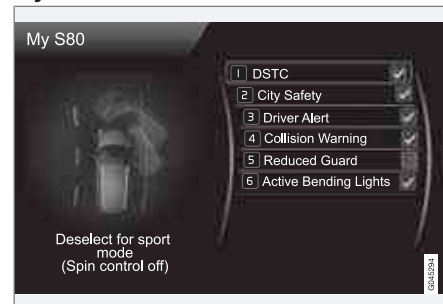 My S80
1 DSTC
2 City Safety
3 Driver Alert
4 Collision Warning
5 Reduced Guard
6 Active Bending Lights
Deselect for sport
mode
(Spin control off)
G045294